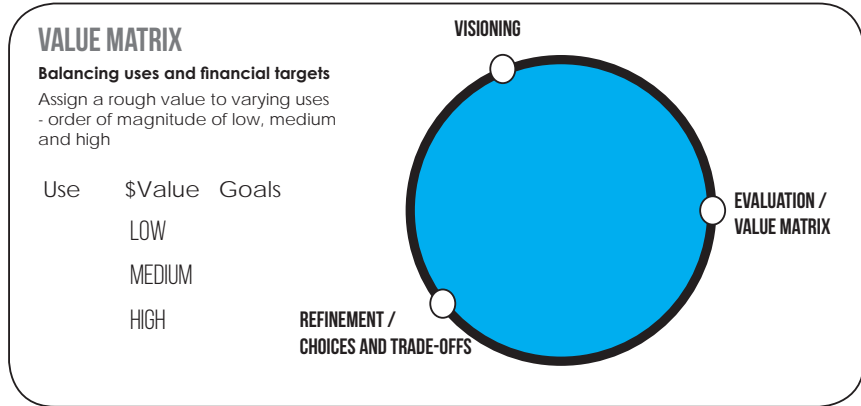 VALUE MATRIX
Balancing uses and financial targets
Assign a rough value to varying uses
- order of magnitude of low, medium
and high
Use $Value Goals
LOW
MEDIUM
HIGH
VISIONING
EVALUATION /
VALUE MATRIX
REFINEMENT /
CHOICES AND TRADE-OFFS